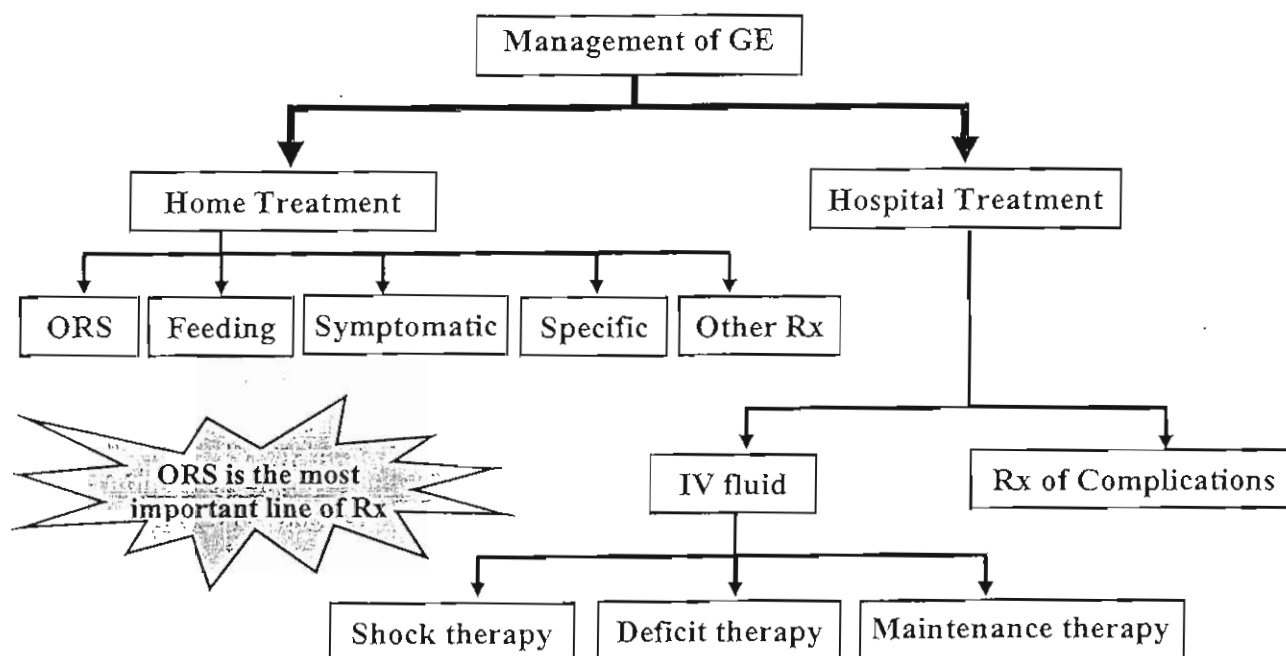 Management of GE
Home Treatment
Hospital Treatment
ORS
Feeding
Symptomatic
Specific
Other Rx
ORS is the most
important line of Rx
IV fluid
Rx of Complications
Shock therapy
Deficit therapy
Maintenance therapy